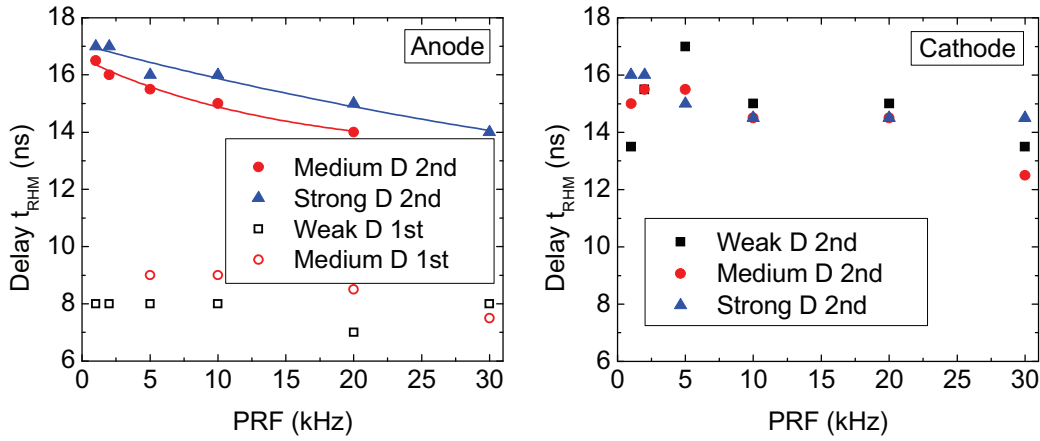 Anode
Delay t_RHM (ns)
18
16
14
12
10
8
6
Medium D 2nd
Strong D 2nd
Weak D 1st
Medium D 1st
0 5 10 15 20 25 30
PRF (kHz)
Cathode
Delay t_RHM (ns)
18
16
14
12
10
8
6
Weak D 2nd
Medium D 2nd
Strong D 2nd
0 5 10 15 20 25 30
PRF (kHz)